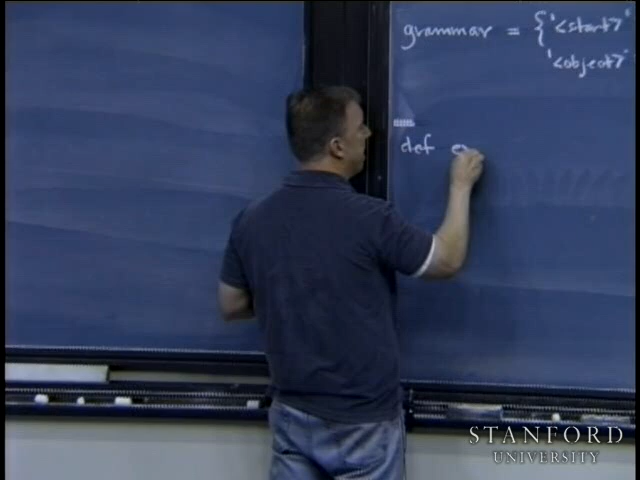 grammar = {'<start>'
'<object>'
def e
STANFORD
UNIVERSITY